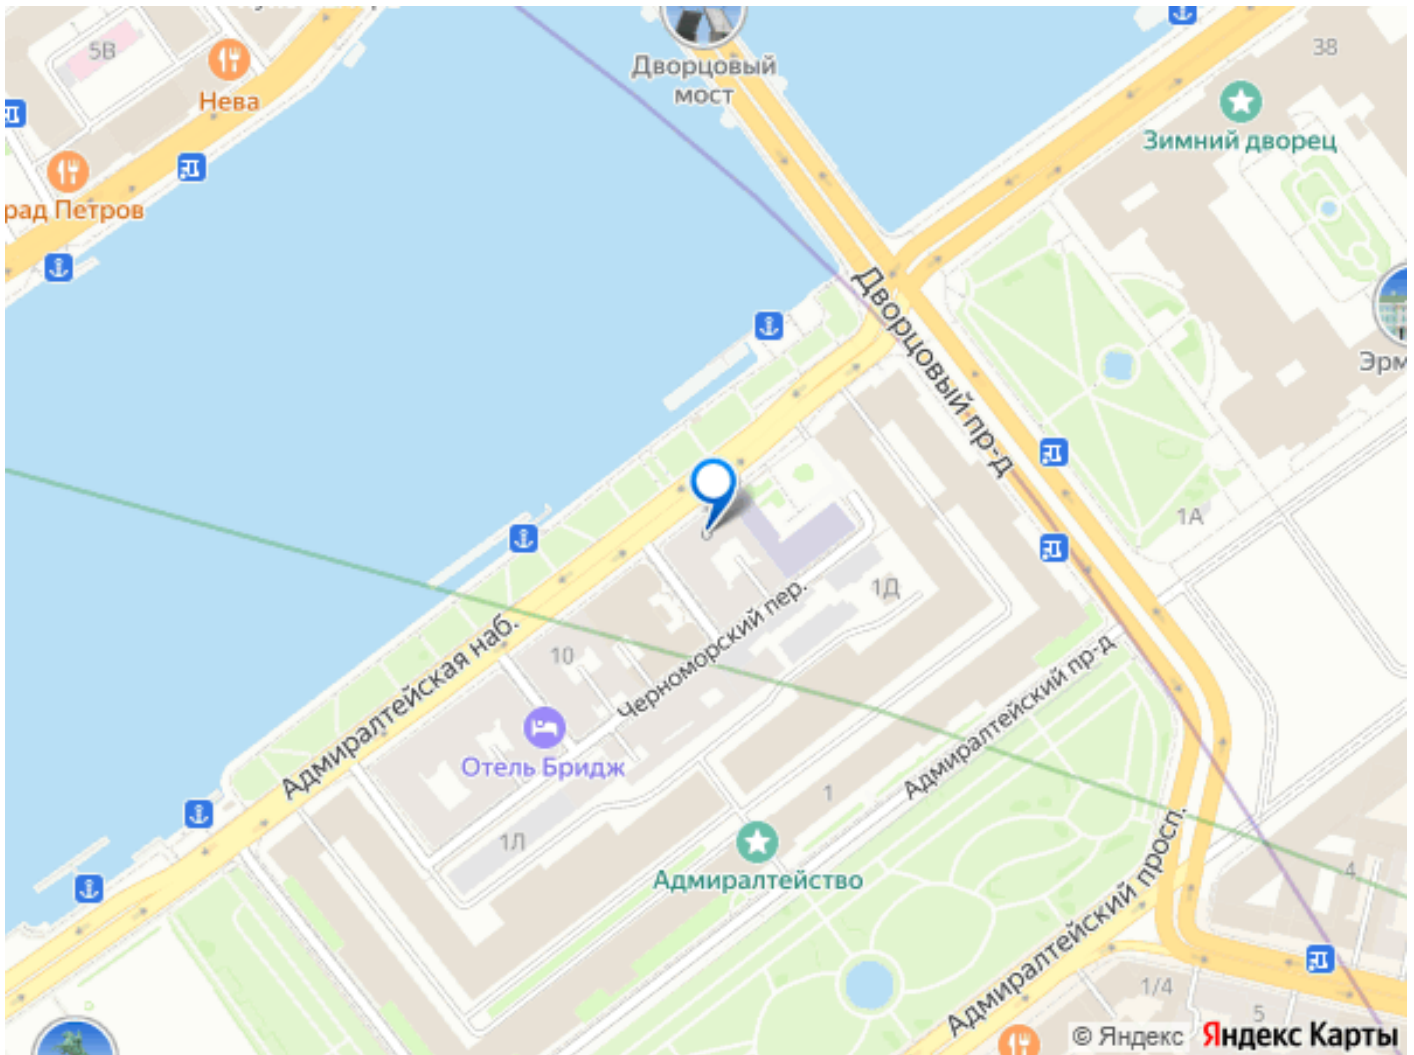 5В
Нева
рад Петров
Дворцовый
мост
38
Зимний дворец
Эрм
Дворцовый пр-д
1А
1Д
Черноморский пер.
10
Адмиралтейская наб.
Отель Бридж
Адмиралтейский пр-д
1
1Л
Адмиралтейство
Адмиралтейский просп.
4
1/4
5
© Яндекс Яндекс Карты